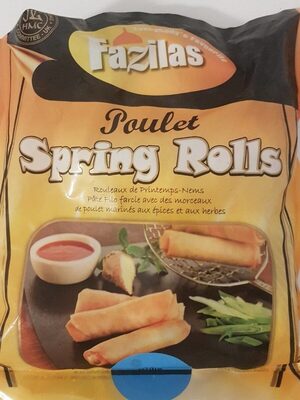 HMC
Fazilas
Poulet
Spring Rolls
Rouleaux de Printemps-Nems
Pâte Filo farcie avec des morceaux
de poulet marinés aux épices et aux herbes